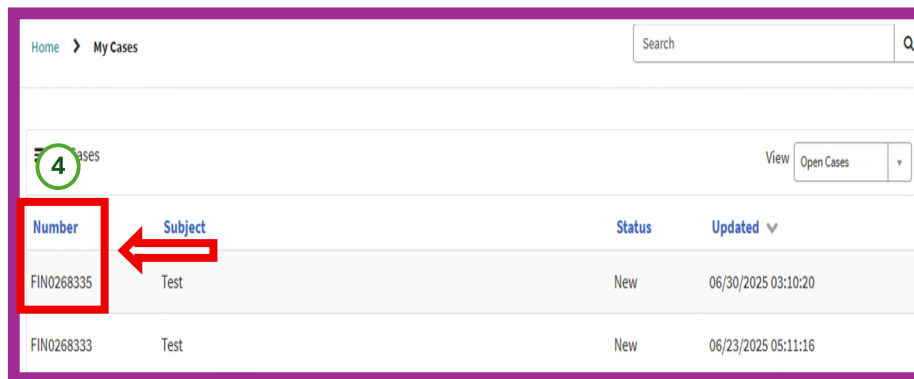 Home > My Cases
Search
4
ases
View Open Cases
Number Subject Status Updated
FIN0268335 Test New 06/30/2025 03:10:20
FIN0268333 Test New 06/23/2025 05:11:16